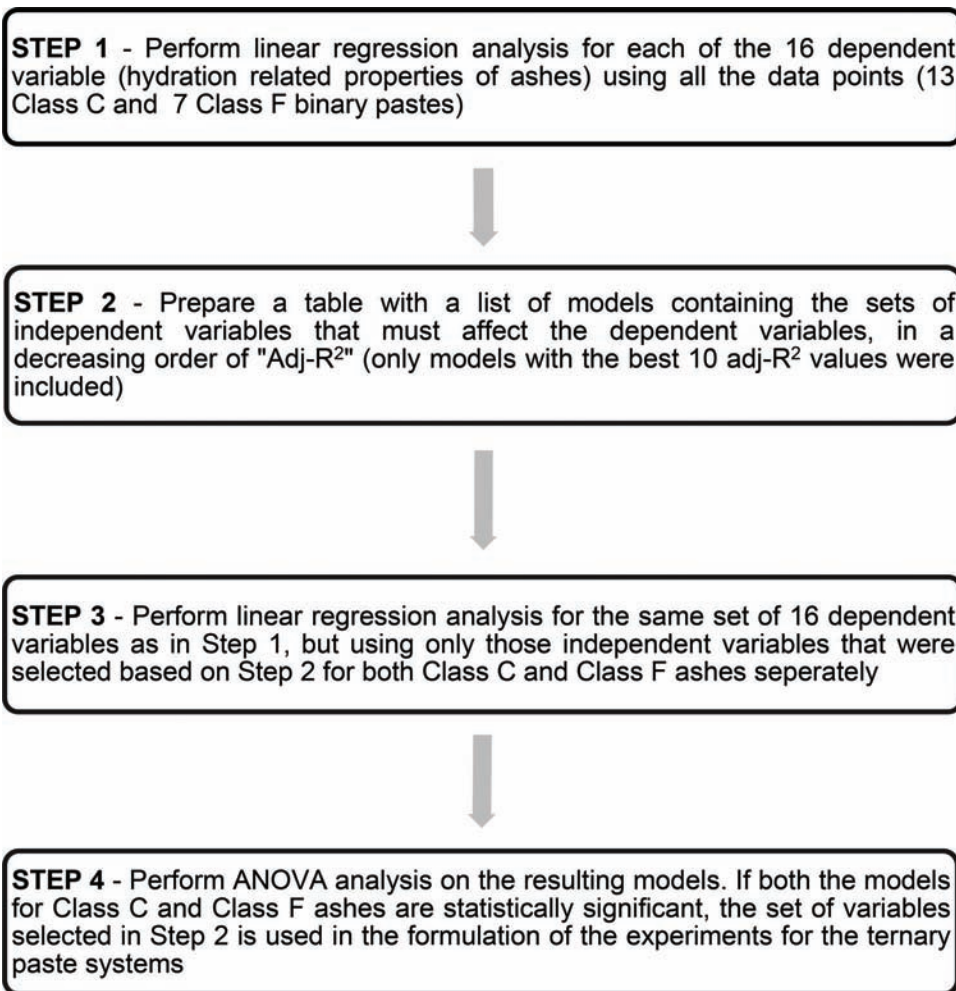 STEP 1 - Perform linear regression analysis for each of the 16 dependent
variable (hydration related properties of ashes) using all the data points (13
Class C and 7 Class F binary pastes)
STEP 2 - Prepare a table with a list of models containing the sets of
independent variables that must affect the dependent variables, in a
decreasing order of "Adj-R²" (only models with the best 10 adj-R² values were
included)
STEP 3 - Perform linear regression analysis for the same set of 16 dependent
variables as in Step 1, but using only those independent variables that were
selected based on Step 2 for both Class C and Class F ashes seperately
STEP 4 - Perform ANOVA analysis on the resulting models. If both the models
for Class C and Class F ashes are statistically significant, the set of variables
selected in Step 2 is used in the formulation of the experiments for the ternary
paste systems